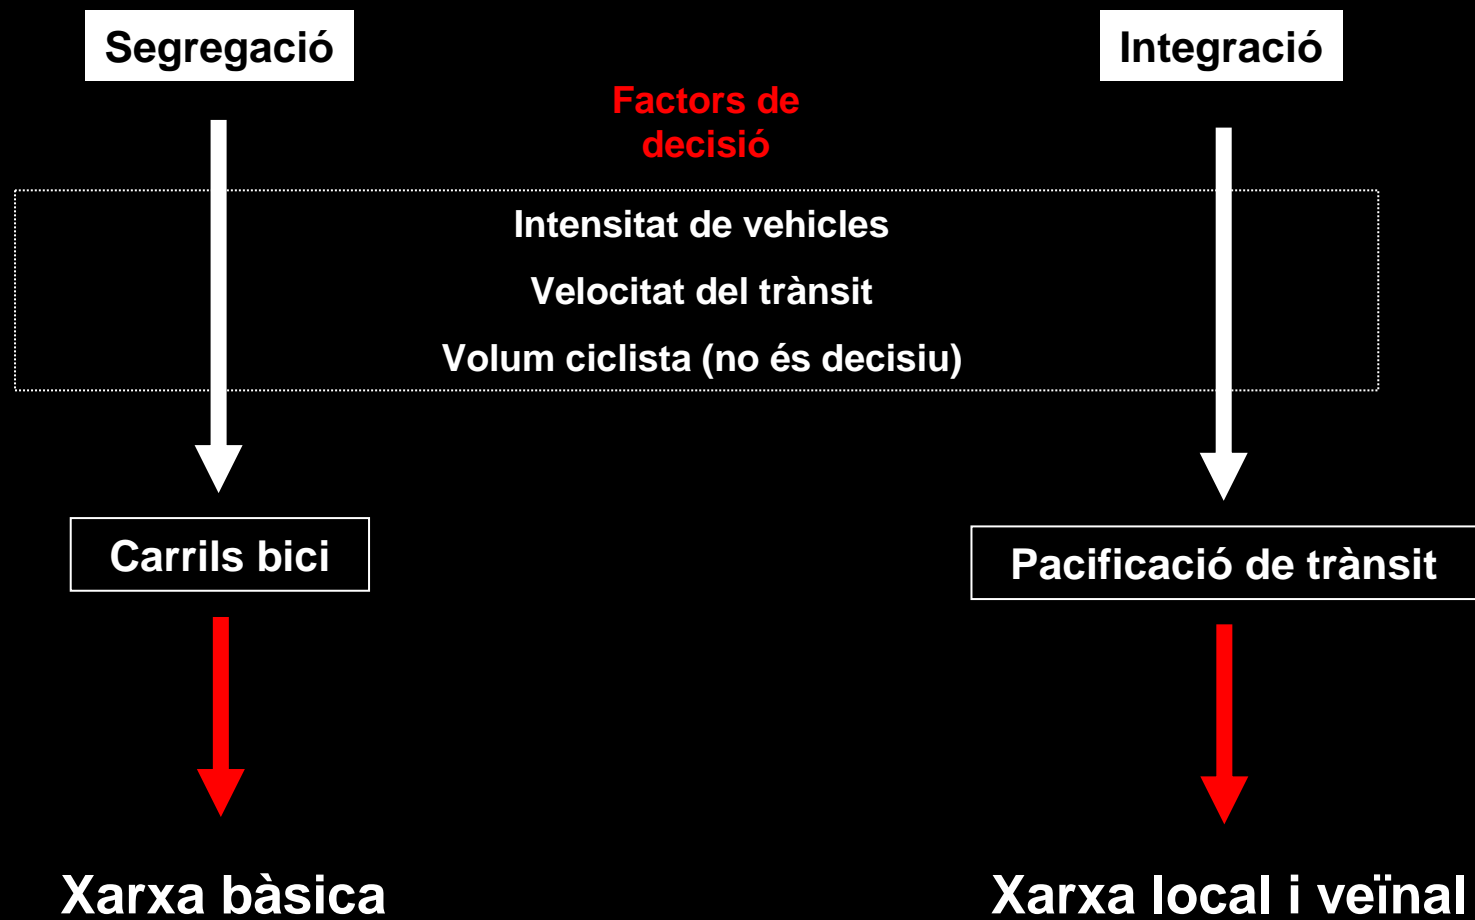 Segregació
Integració
Factors de
decisió
Intensitat de vehicles
Velocitat del trànsit
Volum ciclista (no és decisiu)
Carrils bici
Pacificació de trànsit
Xarxa bàsica
Xarxa local i veïnal